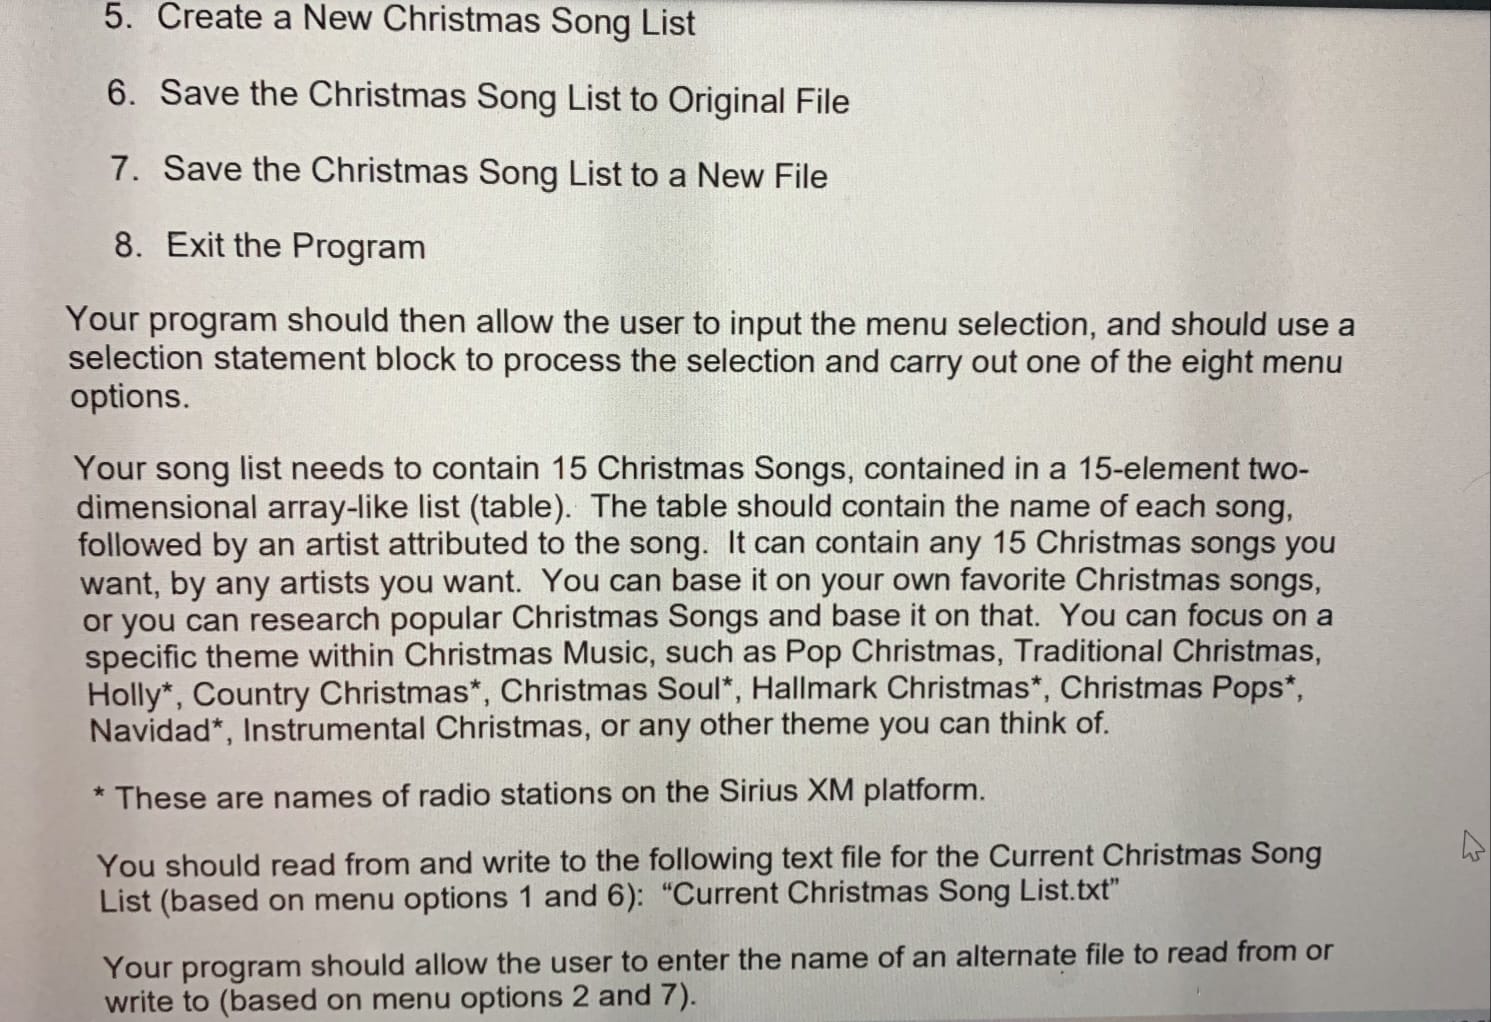 5. Create a New Christmas Song List
6. Save the Christmas Song List to Original File
7. Save the Christmas Song List to a New File
8. Exit the Program
Your program should then allow the user to input the menu selection, and should use a
selection statement block to process the selection and carry out one of the eight menu
options.
Your song list needs to contain 15 Christmas Songs, contained in a 15-element two-
dimensional array-like list (table). The table should contain the name of each song,
followed by an artist attributed to the song. It can contain any 15 Christmas songs you
want, by any artists you want. You can base it on your own favorite Christmas songs,
or you can research popular Christmas Songs and base it on that. You can focus on a
specific theme within Christmas Music, such as Pop Christmas, Traditional Christmas,
Holly*, Country Christmas*, Christmas Soul*, Hallmark Christmas*, Christmas Pops*,
Navidad*, Instrumental Christmas, or any other theme you can think of.
* These are names of radio stations on the Sirius XM platform.
You should read from and write to the following text file for the Current Christmas Song
List (based on menu options 1 and 6): “Current Christmas Song List.txt”
Your program should allow the user to enter the name of an alternate file to read from or
write to (based on menu options 2 and 7).